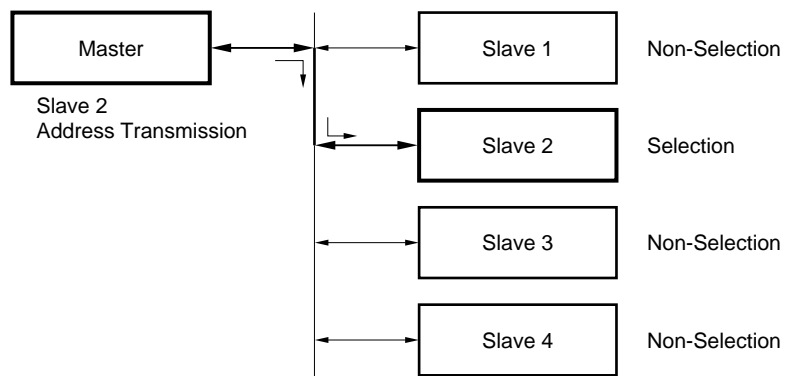 Master
Slave 2
Address Transmission
Slave 1
Non-Selection
Slave 2
Selection
Slave 3
Non-Selection
Slave 4
Non-Selection